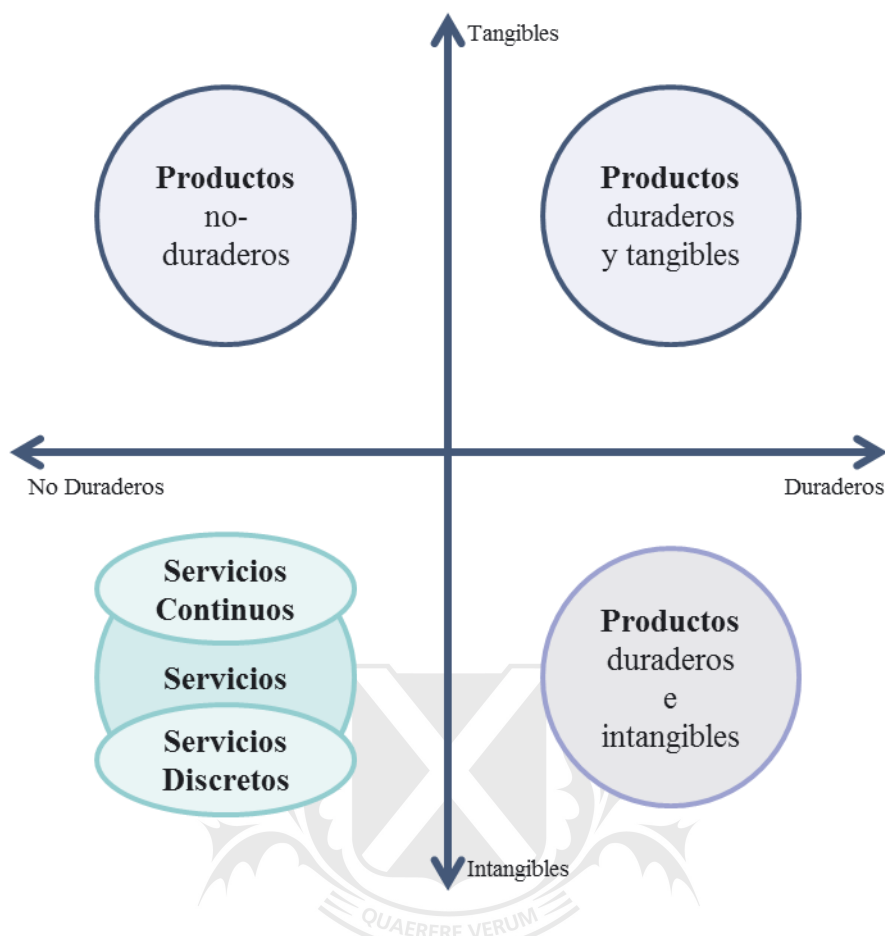 Tangibles
Productos
no-
duraderos
Productos
duraderos
y tangibles
No Duraderos
Duraderos
Servicios
Continuos
Servicios
Servicios
Discretos
Productos
duraderos
e
intangibles
Intangibles
QUAERERE VERUM